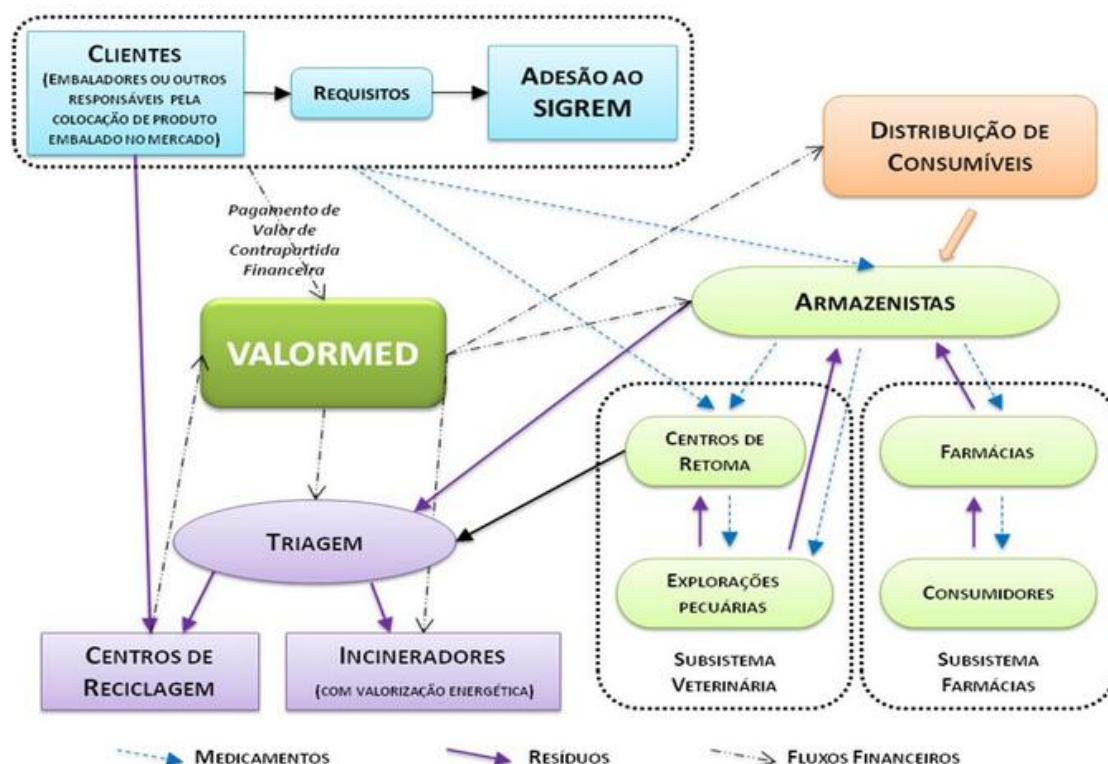 CLIENTES
(EMBALADORES OU OUTROS
RESPONSÁVEIS PELA
COLOCAÇÃO DE PRODUTO
EMBALADO NO MERCADO)
REQUISITOS
ADESÃO AO
SIGREM
DISTRIBUIÇÃO DE
CONSUMÍVEIS
Pagamento de
Valor de
Contrapartida
Financeira
ARMAZENISTAS
VALORMED
CENTROS DE
RETOMA
FARMÁCIAS
TRIAGEM
EXPLORAÇÕES
PECUÁRIAS
CONSUMIDORES
CENTROS DE
RECICLAGEM
INCINERADORES
(COM VALORIZAÇÃO ENERGÉTICA)
SUBSISTEMA
VETERINÁRIA
SUBSISTEMA
FARMÁCIAS
MEDICAMENTOS
RESÍDUOS
FLUXOS FINANCEIROS